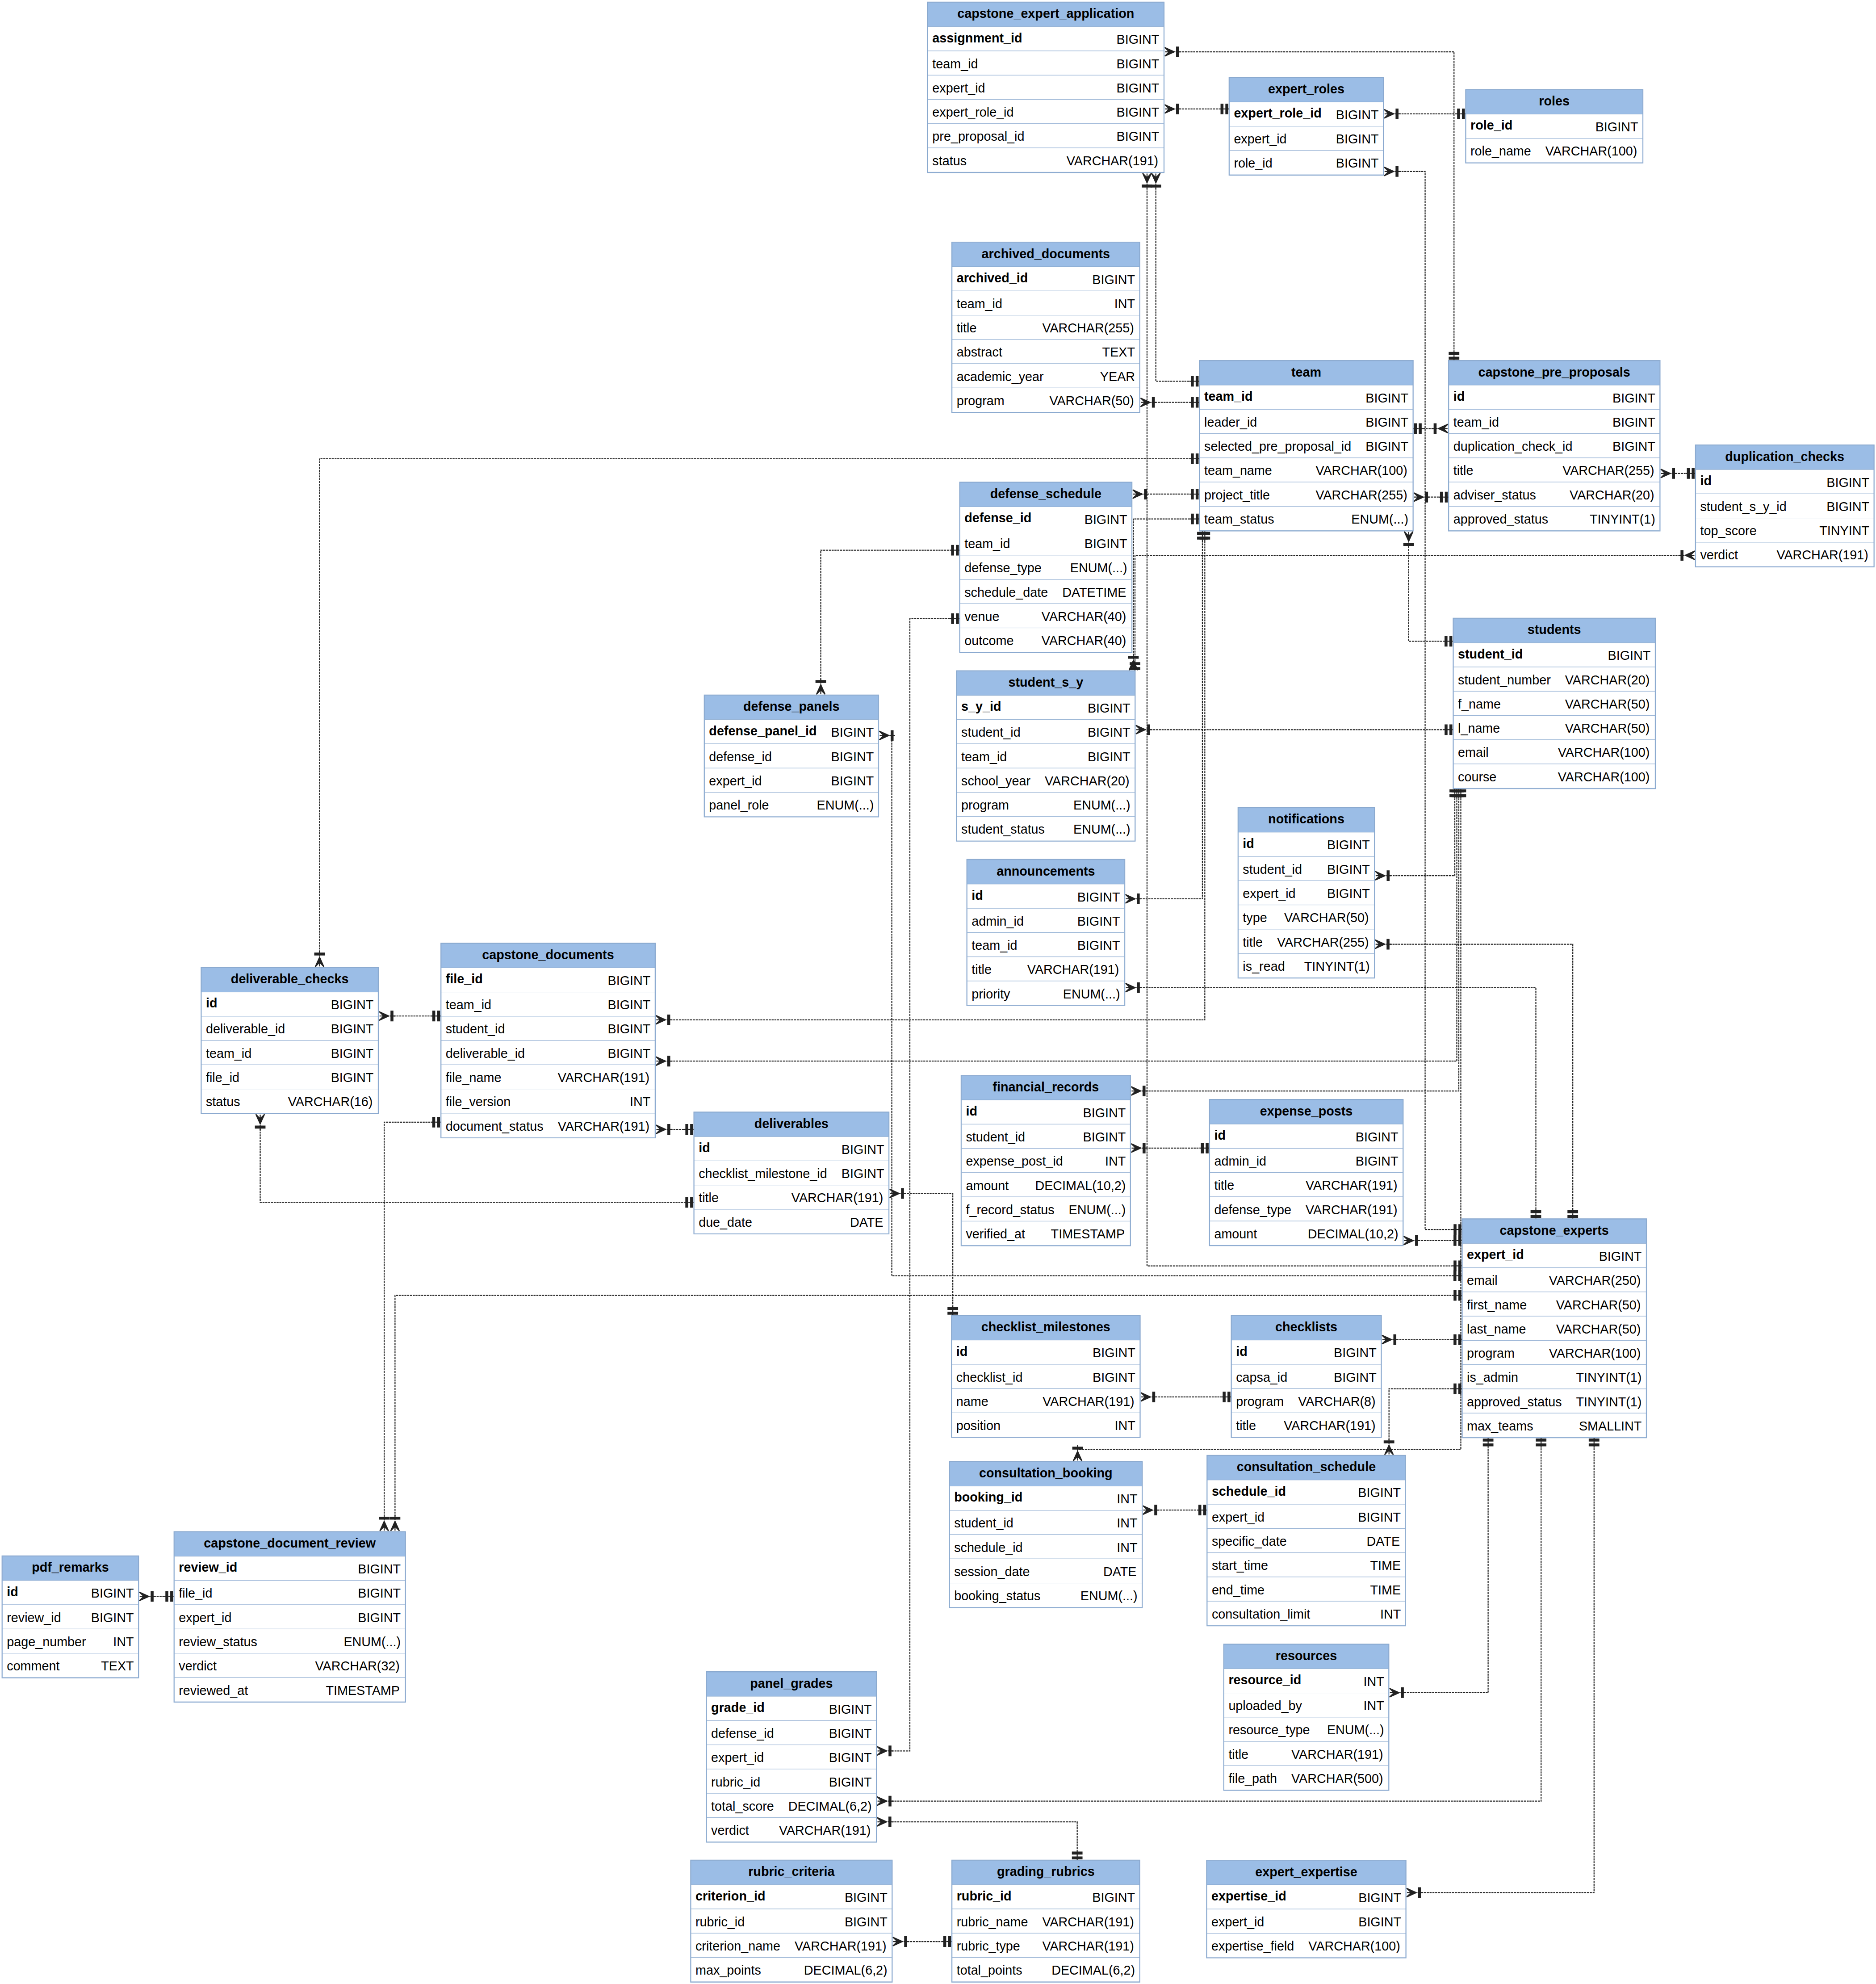 capstone_expert_application
assignment_id BIGINT
team_id BIGINT
expert_id BIGINT
expert_role_id BIGINT
pre_proposal_id BIGINT
status VARCHAR(191)
expert_roles
expert_role_id BIGINT
expert_id BIGINT
role_id BIGINT
roles
role_id BIGINT
role_name VARCHAR(100)
archived_documents
archived_id BIGINT
team_id INT
title VARCHAR(255)
abstract TEXT
academic_year YEAR
program VARCHAR(50)
team
team_id BIGINT
leader_id BIGINT
selected_pre_proposal_id BIGINT
team_name VARCHAR(100)
project_title VARCHAR(255)
team_status ENUM(...)
capstone_pre_proposals
id BIGINT
team_id BIGINT
duplication_check_id BIGINT
title VARCHAR(255)
adviser_status VARCHAR(20)
approved_status TINYINT(1)
duplication_checks
id BIGINT
student_s_y_id BIGINT
top_score TINYINT
verdict VARCHAR(191)
defense_schedule
defense_id BIGINT
team_id BIGINT
defense_type ENUM(...)
schedule_date DATETIME
venue VARCHAR(40)
outcome VARCHAR(40)
students
student_id BIGINT
student_number VARCHAR(20)
f_name VARCHAR(50)
l_name VARCHAR(50)
email VARCHAR(100)
course VARCHAR(100)
student_s_y
s_y_id BIGINT
student_id BIGINT
team_id BIGINT
school_year VARCHAR(20)
program ENUM(...)
student_status ENUM(...)
defense_panels
defense_panel_id BIGINT
defense_id BIGINT
expert_id BIGINT
panel_role ENUM(...)
notifications
id BIGINT
student_id BIGINT
expert_id BIGINT
type VARCHAR(50)
title VARCHAR(255)
is_read TINYINT(1)
announcements
id BIGINT
admin_id BIGINT
team_id BIGINT
title VARCHAR(191)
priority ENUM(...)
capstone_documents
file_id BIGINT
team_id BIGINT
student_id BIGINT
deliverable_id BIGINT
file_name VARCHAR(191)
file_version INT
document_status VARCHAR(191)
deliverable_checks
id BIGINT
deliverable_id BIGINT
team_id BIGINT
file_id BIGINT
status VARCHAR(16)
deliverables
id BIGINT
checklist_milestone_id BIGINT
title VARCHAR(191)
due_date DATE
financial_records
id BIGINT
student_id BIGINT
expense_post_id INT
amount DECIMAL(10,2)
f_record_status ENUM(...)
verified_at TIMESTAMP
expense_posts
id BIGINT
admin_id BIGINT
title VARCHAR(191)
defense_type VARCHAR(191)
amount DECIMAL(10,2)
capstone_experts
expert_id BIGINT
email VARCHAR(250)
first_name VARCHAR(50)
last_name VARCHAR(50)
program VARCHAR(100)
is_admin TINYINT(1)
approved_status TINYINT(1)
max_teams SMALLINT
checklist_milestones
id BIGINT
checklist_id BIGINT
name VARCHAR(191)
position INT
checklists
id BIGINT
capsa_id BIGINT
program VARCHAR(8)
title VARCHAR(191)
consultation_booking
booking_id INT
student_id INT
schedule_id INT
session_date DATE
booking_status ENUM(...)
consultation_schedule
schedule_id BIGINT
expert_id BIGINT
specific_date DATE
start_time TIME
end_time TIME
consultation_limit INT
capstone_document_review
review_id BIGINT
file_id BIGINT
expert_id BIGINT
review_status ENUM(...)
verdict VARCHAR(32)
reviewed_at TIMESTAMP
pdf_remarks
id BIGINT
review_id BIGINT
page_number INT
comment TEXT
resources
resource_id INT
uploaded_by INT
resource_type ENUM(...)
title VARCHAR(191)
file_path VARCHAR(500)
panel_grades
grade_id BIGINT
defense_id BIGINT
expert_id BIGINT
rubric_id BIGINT
total_score DECIMAL(6,2)
verdict VARCHAR(191)
rubric_criteria
criterion_id BIGINT
rubric_id BIGINT
criterion_name VARCHAR(191)
max_points DECIMAL(6,2)
grading_rubrics
rubric_id BIGINT
rubric_name VARCHAR(191)
rubric_type VARCHAR(191)
total_points DECIMAL(6,2)
expert_expertise
expertise_id BIGINT
expert_id BIGINT
expertise_field VARCHAR(100)